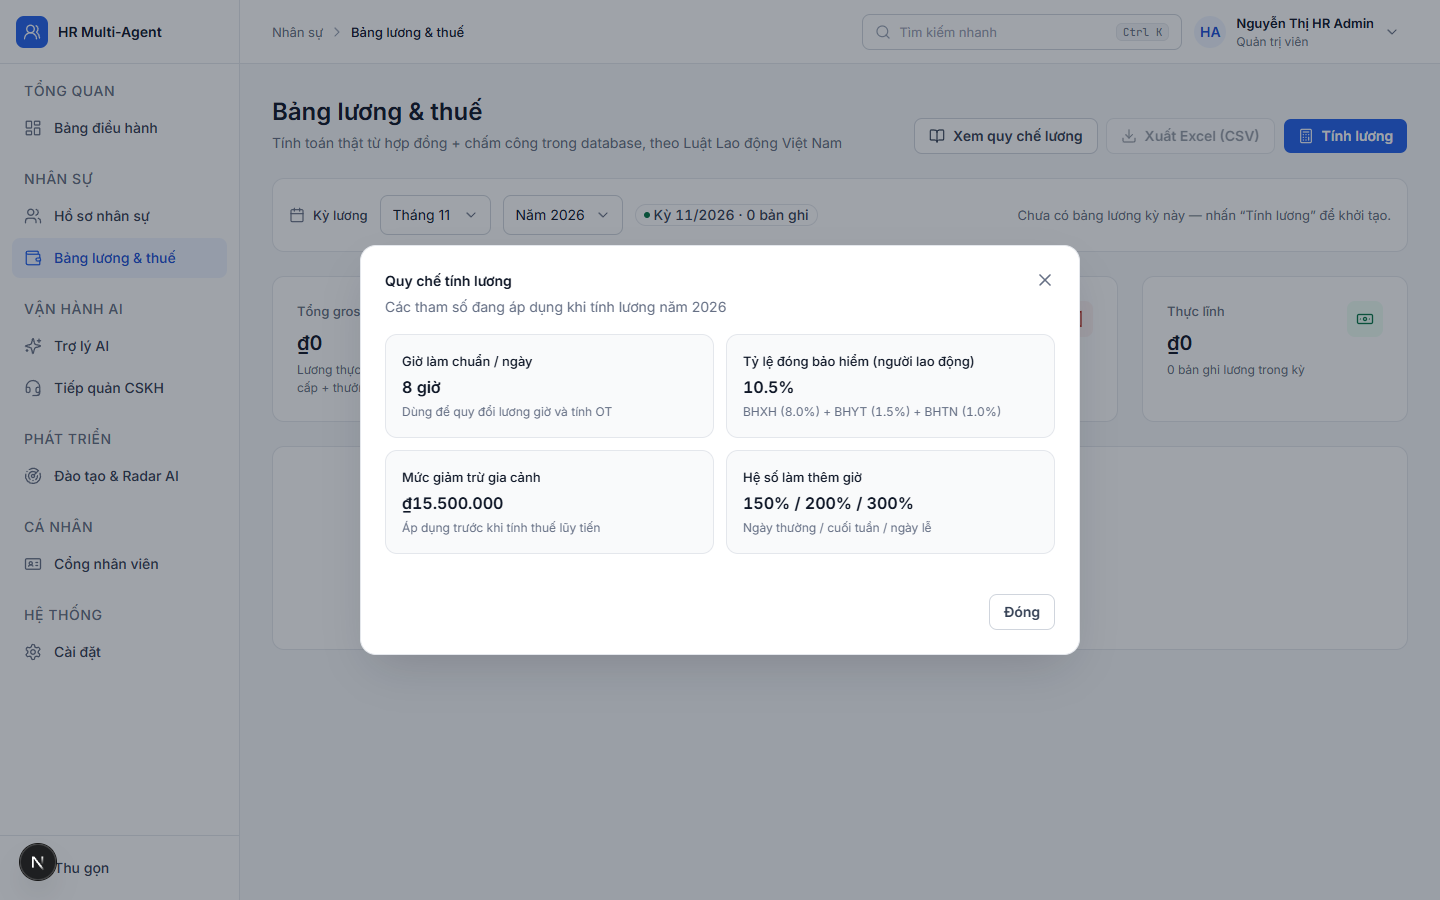 HR Multi-Agent
Nhân sự > Bảng lương & thuế
Tìm kiếm nhanh
Ctrl K
HA
Nguyễn Thị HR Admin
Quản trị viên
TỔNG QUAN
Bảng điều hành
NHÂN SỰ
Hồ sơ nhân sự
Bảng lương & thuế
VẬN HÀNH AI
Trợ lý AI
Tiếp quản CSKH
PHÁT TRIỂN
Đào tạo & Radar AI
CÁ NHÂN
Cổng nhân viên
HỆ THỐNG
Cài đặt
N
Thu gọn
Bảng lương & thuế
Tính toán thật từ hợp đồng + chấm công trong database, theo Luật Lao động Việt Nam
Xem quy chế lương
Xuất Excel (CSV)
Tính lương
Kỳ lương
Tháng 11
Năm 2026
Kỳ 11/2026 · 0 bản ghi
Chưa có bảng lương kỳ này — nhấn “Tính lương” để khởi tạo.
Tổng gros
₫0
Lương thực
cấp + thưở
Thực lĩnh
₫0
0 bản ghi lương trong kỳ
Quy chế tính lương
Các tham số đang áp dụng khi tính lương năm 2026
Giờ làm chuẩn / ngày
8 giờ
Dùng để quy đổi lương giờ và tính OT
Tỷ lệ đóng bảo hiểm (người lao động)
10.5%
BHXH (8.0%) + BHYT (1.5%) + BHTN (1.0%)
Mức giảm trừ gia cảnh
₫15.500.000
Áp dụng trước khi tính thuế lũy tiến
Hệ số làm thêm giờ
150% / 200% / 300%
Ngày thường / cuối tuần / ngày lễ
Đóng